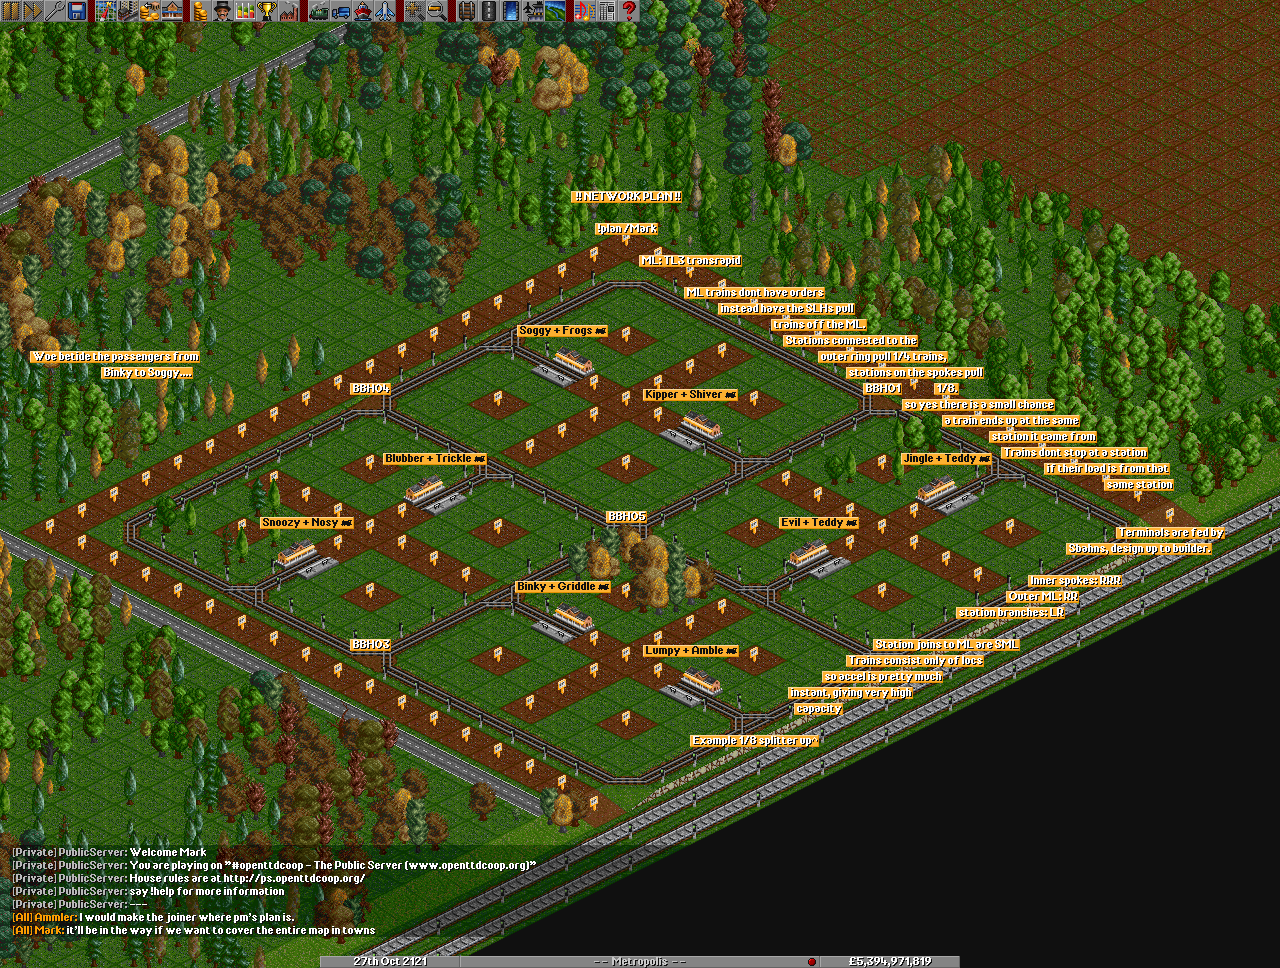 !! NETWORK PLAN !!
!plan /Mark
ML: TL3 transrapid
ML trains dont have orders
instead have the SLHs pull
trains off the ML.
Stations connected to the
outer ring pull 1/4 trains,
stations on the spokes pull
1/8.
so yes there is a small chance
a train ends up at the same
station it came from
Trains dont stop at a station
if their load is from that
same station
Terminals are fed by
Sbahns, design up to builder.
Inner spokes: RRR
Outer ML: RR
station branches: LR
Station joins to ML are SML
Trains consist only of locs
so accel is pretty much
instant, giving very high
capacity
Example 1/8 splitter up^
Woe betide the passengers from
Binky to Soggy....
Soggy + Frogs
BBH04
Kipper + Shiver
BBH01
Blubber + Trickle
Jingle + Teddy
Snoozy + Nosy
BBH05
Evil + Teddy
Binky + Griddle
BBH03
Lumpy + Amble
[Private] PublicServer: Welcome Mark
[Private] PublicServer: You are playing on "#openttdcoop - The Public Server (www.openttdcoop.org)"
[Private] PublicServer: House rules are at http://ps.openttdcoop.org/
[Private] PublicServer: say !help for more information
[Private] PublicServer: ---
[All] Ammler: I would make the joiner where pm's plan is.
[All] Mark: it'll be in the way if we want to cover the entire map in towns
27th Oct 2121
-- Metropolis --
£5,394,971,819